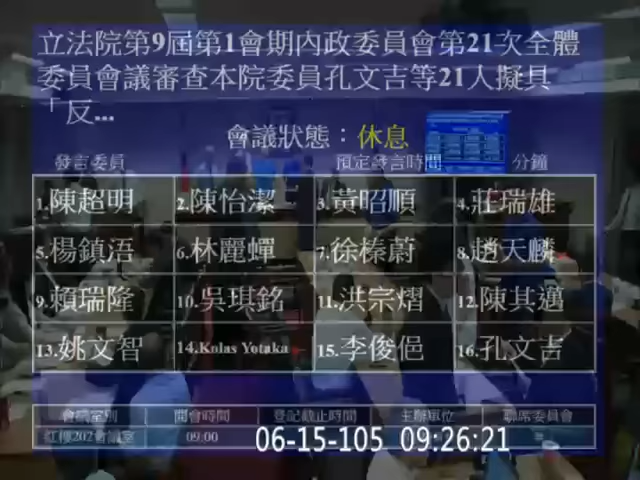 立法院第9屆第1會期內政委員會第21次全體
委員會議審查本院委員孔文吉等21人擬具
「反...
會議狀態：休息
發言委員 預定發言時間 分鐘
1.陳超明 2.陳怡潔 3.黃昭順 4.莊瑞雄
5.楊鎮浯 6.林麗蟬 7.徐榛蔚 8.趙天麟
9.賴瑞隆 10.吳琪銘 11.洪宗熠 12.陳其邁
13.姚文智 14.Kolas Yotaka 15.李俊俋 16.孔文吉
會議室別 開會時間 登記截止時間 主辦單位 聯席委員會
紅樓202會議室 09:00
06-15-105 09:26:21